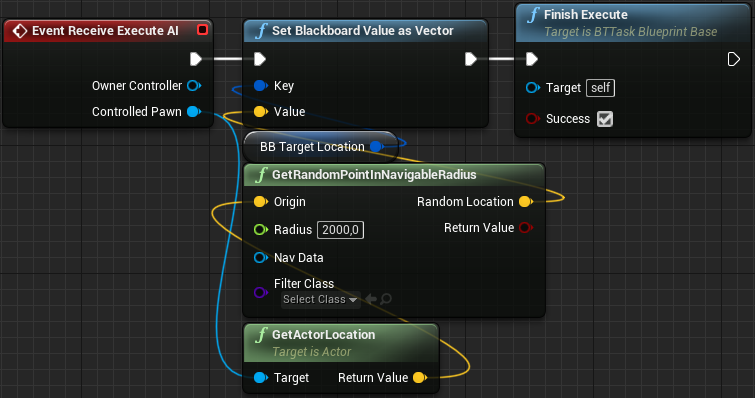 Event Receive Execute AI
Owner Controller
Controlled Pawn
f Set Blackboard Value as Vector
Key
Value
BB Target Location
f Finish Execute
Target is BTTask Blueprint Base
Target self
Success
f GetRandomPointInNavigableRadius
Origin Random Location
Radius 2000,0 Return Value
Nav Data
Filter Class
Select Class
f GetActorLocation
Target is Actor
Target Return Value